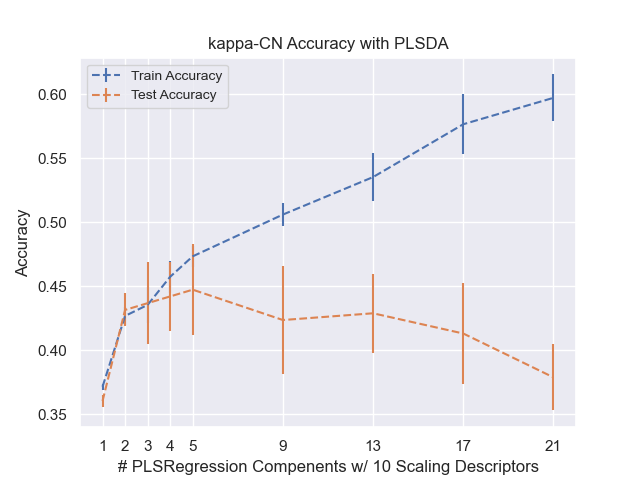 kappa-CN Accuracy with PLSDA
Train Accuracy
Test Accuracy
0.60
0.55
0.50
0.45
0.40
0.35
Accuracy
1 2 3 4 5 9 13 17 21
# PLSRegression Compenents w/ 10 Scaling Descriptors